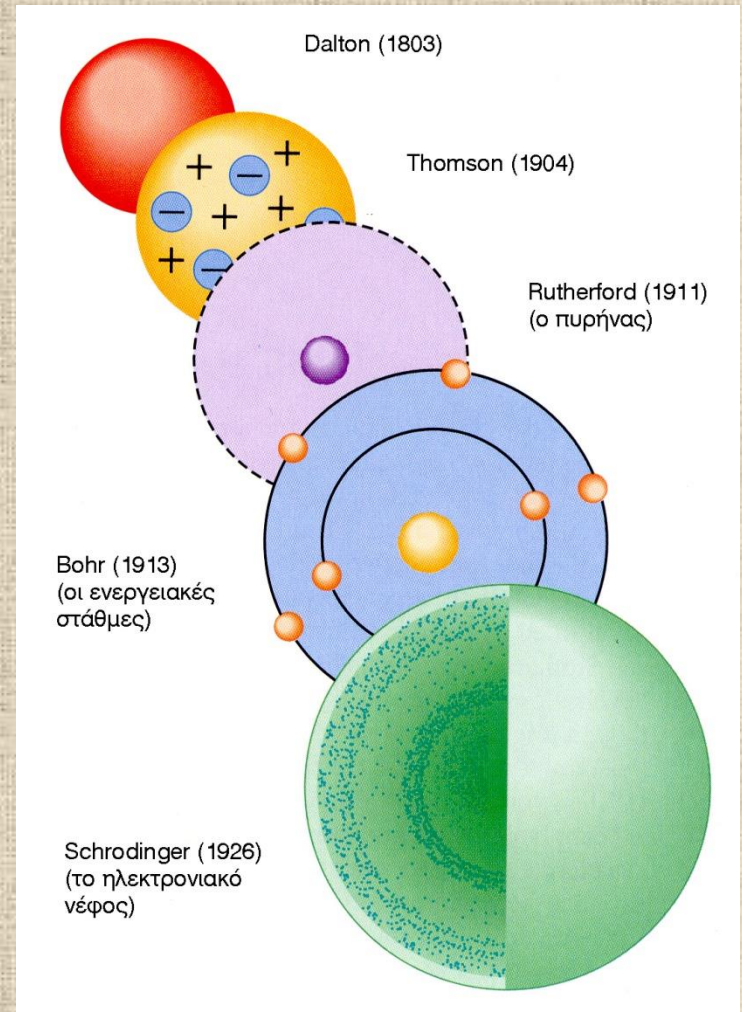 Dalton (1803)
+
+
−
Thomson (1904)
−
+
+
+
−
Rutherford (1911)
(ο πυρήνας)
Bohr (1913)
(οι ενεργειακές
στάθμες)
Schrodinger (1926)
(το ηλεκτρονιακό
νέφος)